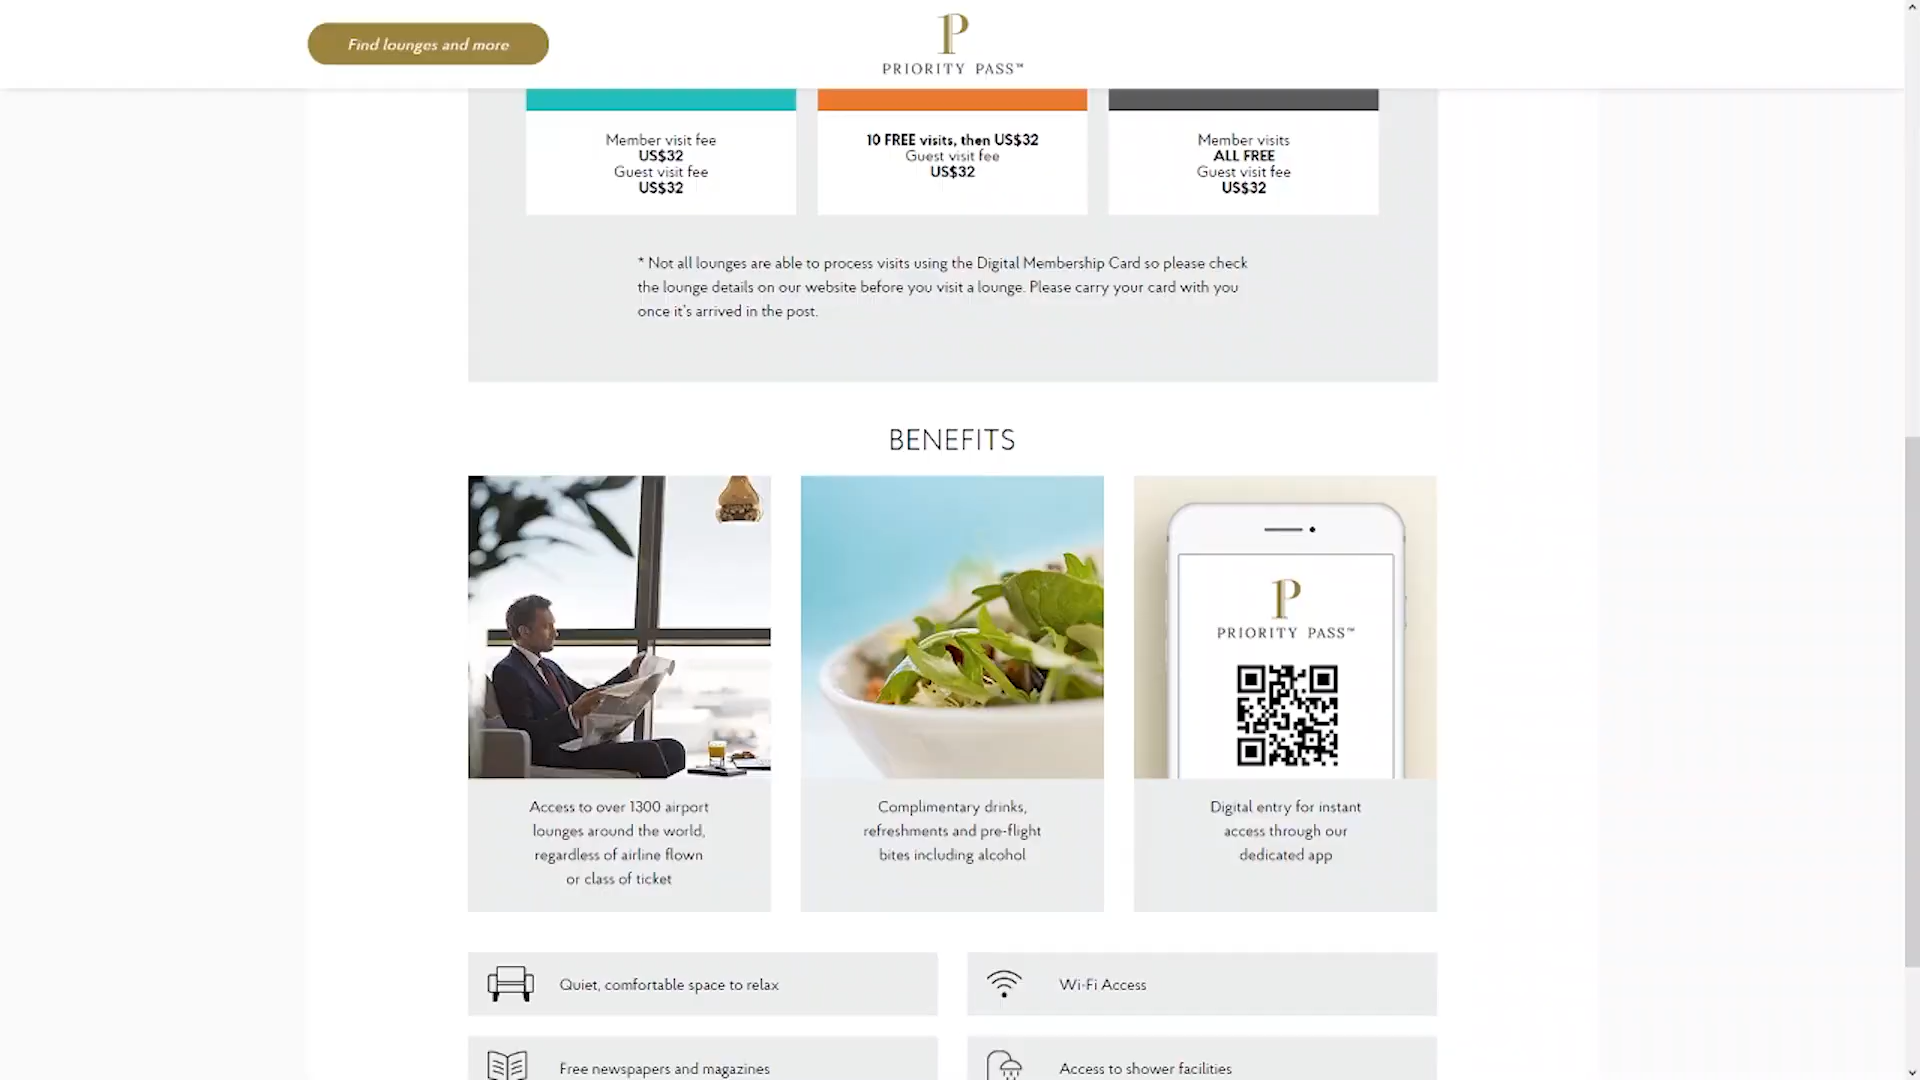 Find lounges and more
P
PRIORITY PASS™
Member visit fee
US$32
Guest visit fee
US$32
10 FREE visits, then US$32
Guest visit fee
US$32
Member visits
ALL FREE
Guest visit fee
US$32
* Not all lounges are able to process visits using the Digital Membership Card so please check
the lounge details on our website before you visit a lounge. Please carry your card with you
once it's arrived in the post.
BENEFITS
P
PRIORITY PASS™
Access to over 1300 airport
lounges around the world,
regardless of airline flown
or class of ticket
Complimentary drinks,
refreshments and pre-flight
bites including alcohol
Digital entry for instant
access through our
dedicated app
Quiet, comfortable space to relax
Wi-Fi Access
Free newspapers and magazines
Access to shower facilities